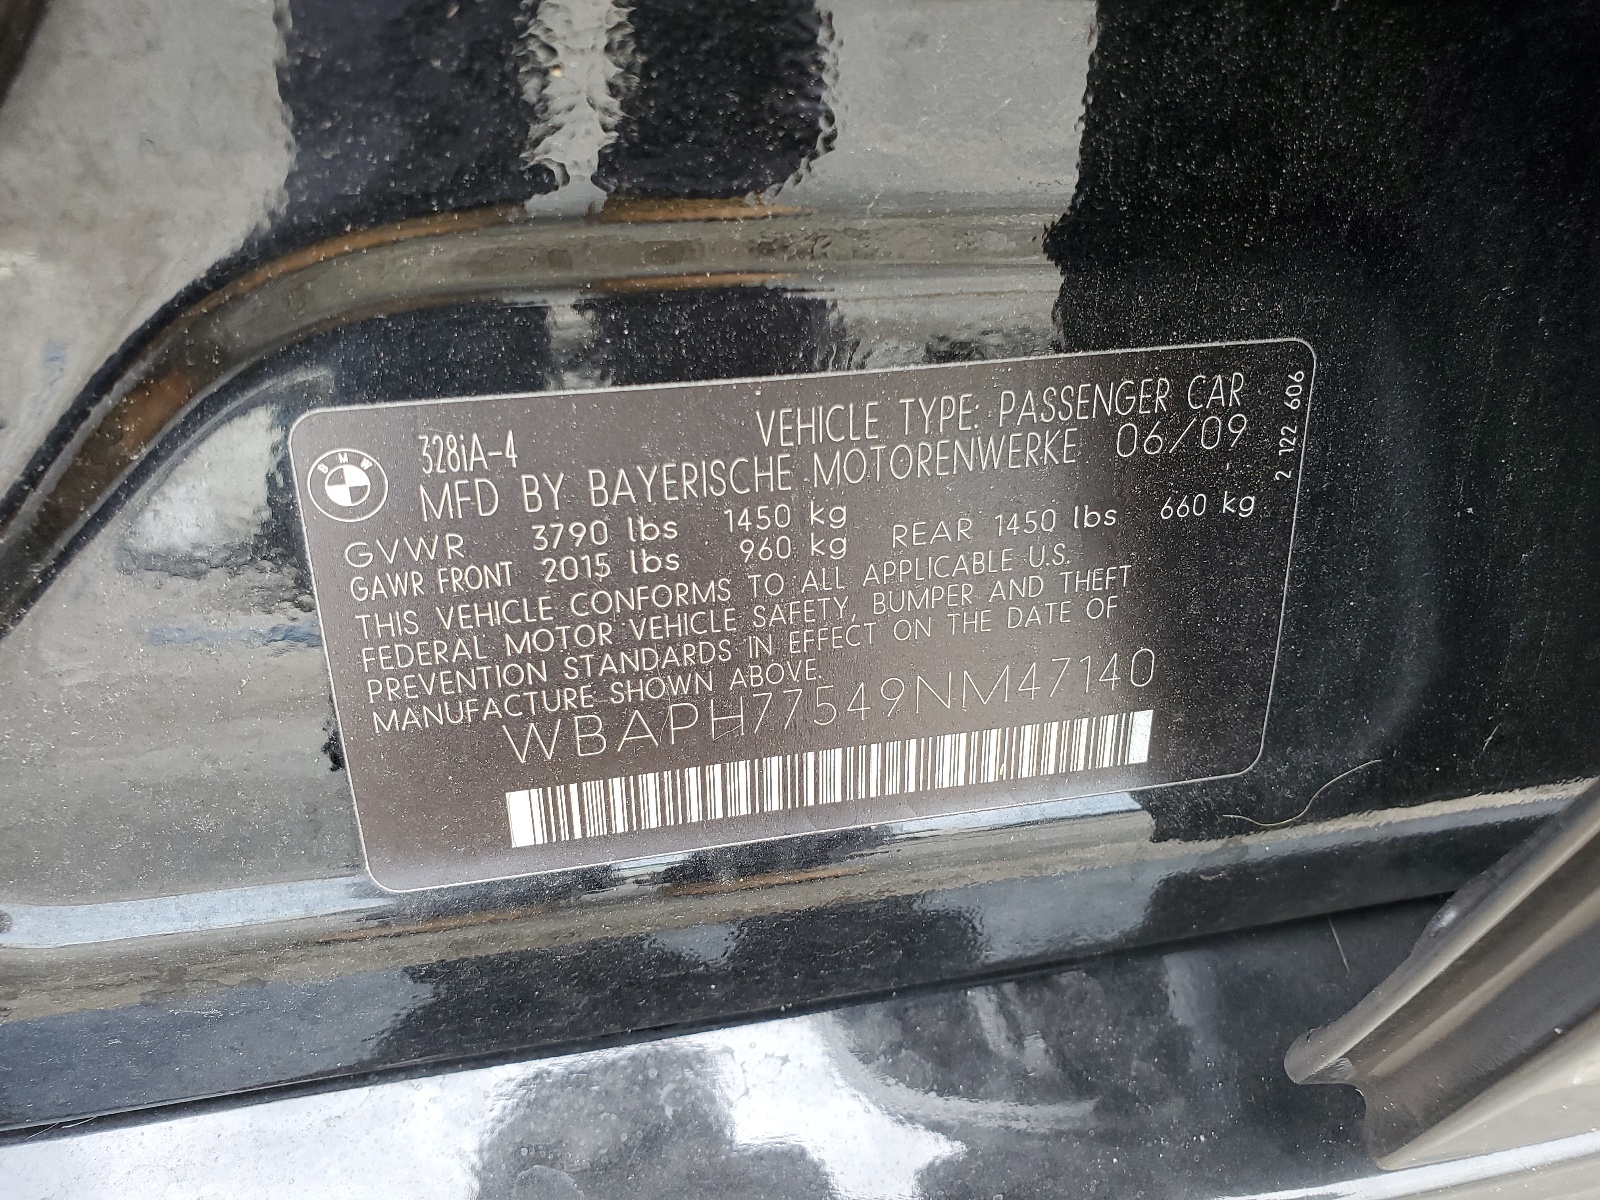 BMW
328iA-4
VEHICLE TYPE: PASSENGER CAR
MFD BY BAYERISCHE MOTORENWERKE 06/09
GVWR 3790 lbs 1450 kg
GAWR FRONT 2015 lbs 960 kg REAR 1450 lbs 660 kg
THIS VEHICLE CONFORMS TO ALL APPLICABLE U.S.
FEDERAL MOTOR VEHICLE SAFETY, BUMPER AND THEFT
PREVENTION STANDARDS IN EFFECT ON THE DATE OF
MANUFACTURE SHOWN ABOVE.
WBAPH77549NM47140
2 122 606